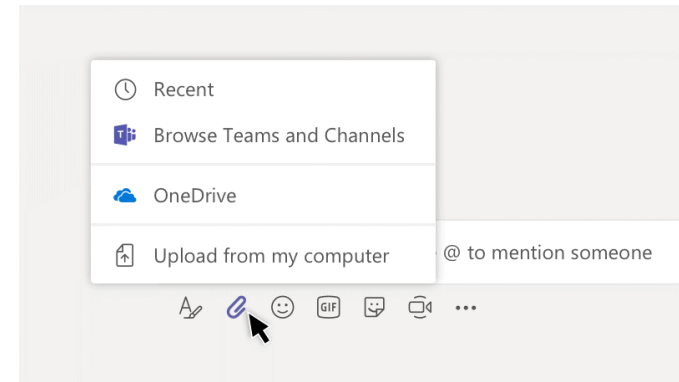 Recent
Browse Teams and Channels
OneDrive
Upload from my computer
@ to mention someone
GIF